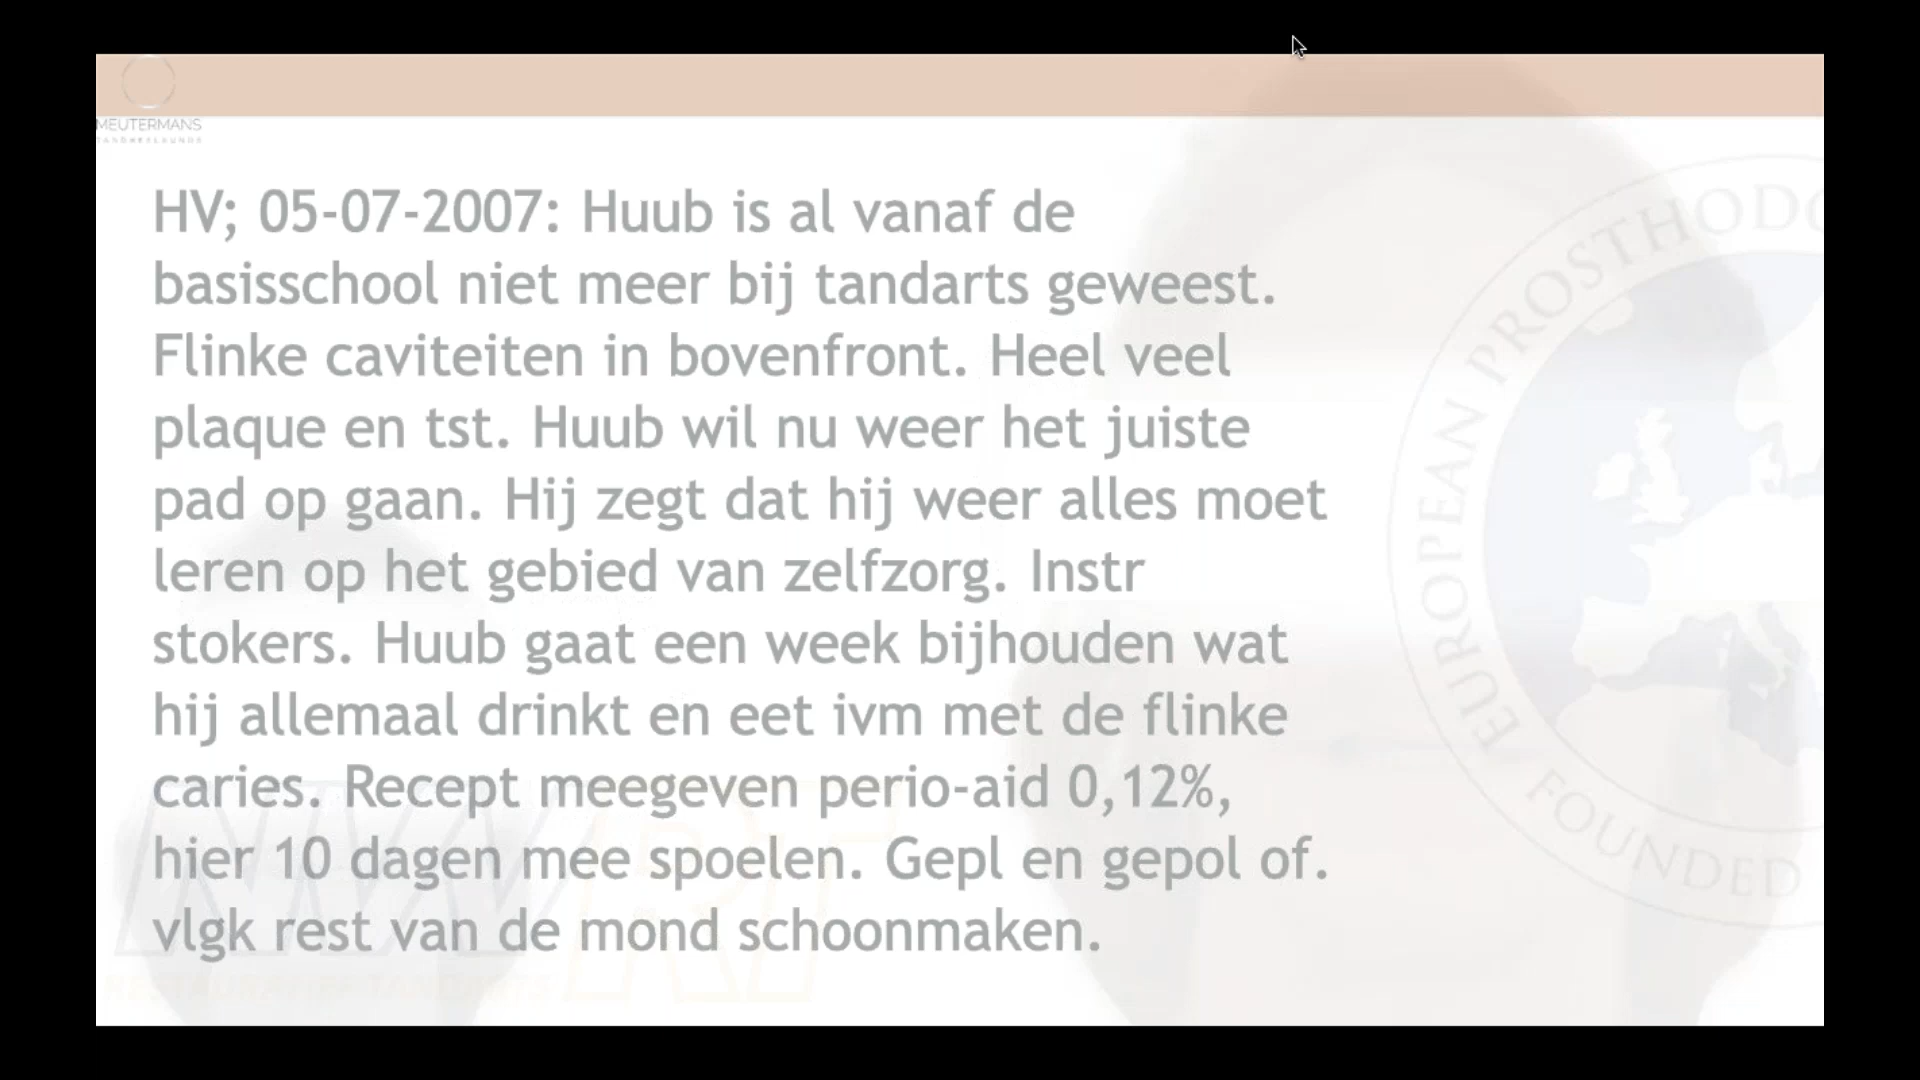 MEUTERMANS
TANDHEELKUNDE
HV; 05-07-2007: Huub is al vanaf de
basisschool niet meer bij tandarts geweest.
Flinke caviteiten in bovenfront. Heel veel
plaque en tst. Huub wil nu weer het juiste
pad op gaan. Hij zegt dat hij weer alles moet
leren op het gebied van zelfzorg. Instr
stokers. Huub gaat een week bijhouden wat
hij allemaal drinkt en eet ivm met de flinke
caries. Recept meegeven perio-aid 0,12%,
hier 10 dagen mee spoelen. Gepl en gepol of.
vlgk rest van de mond schoonmaken.
EUROPEAN PROSTHODO
FOUNDED